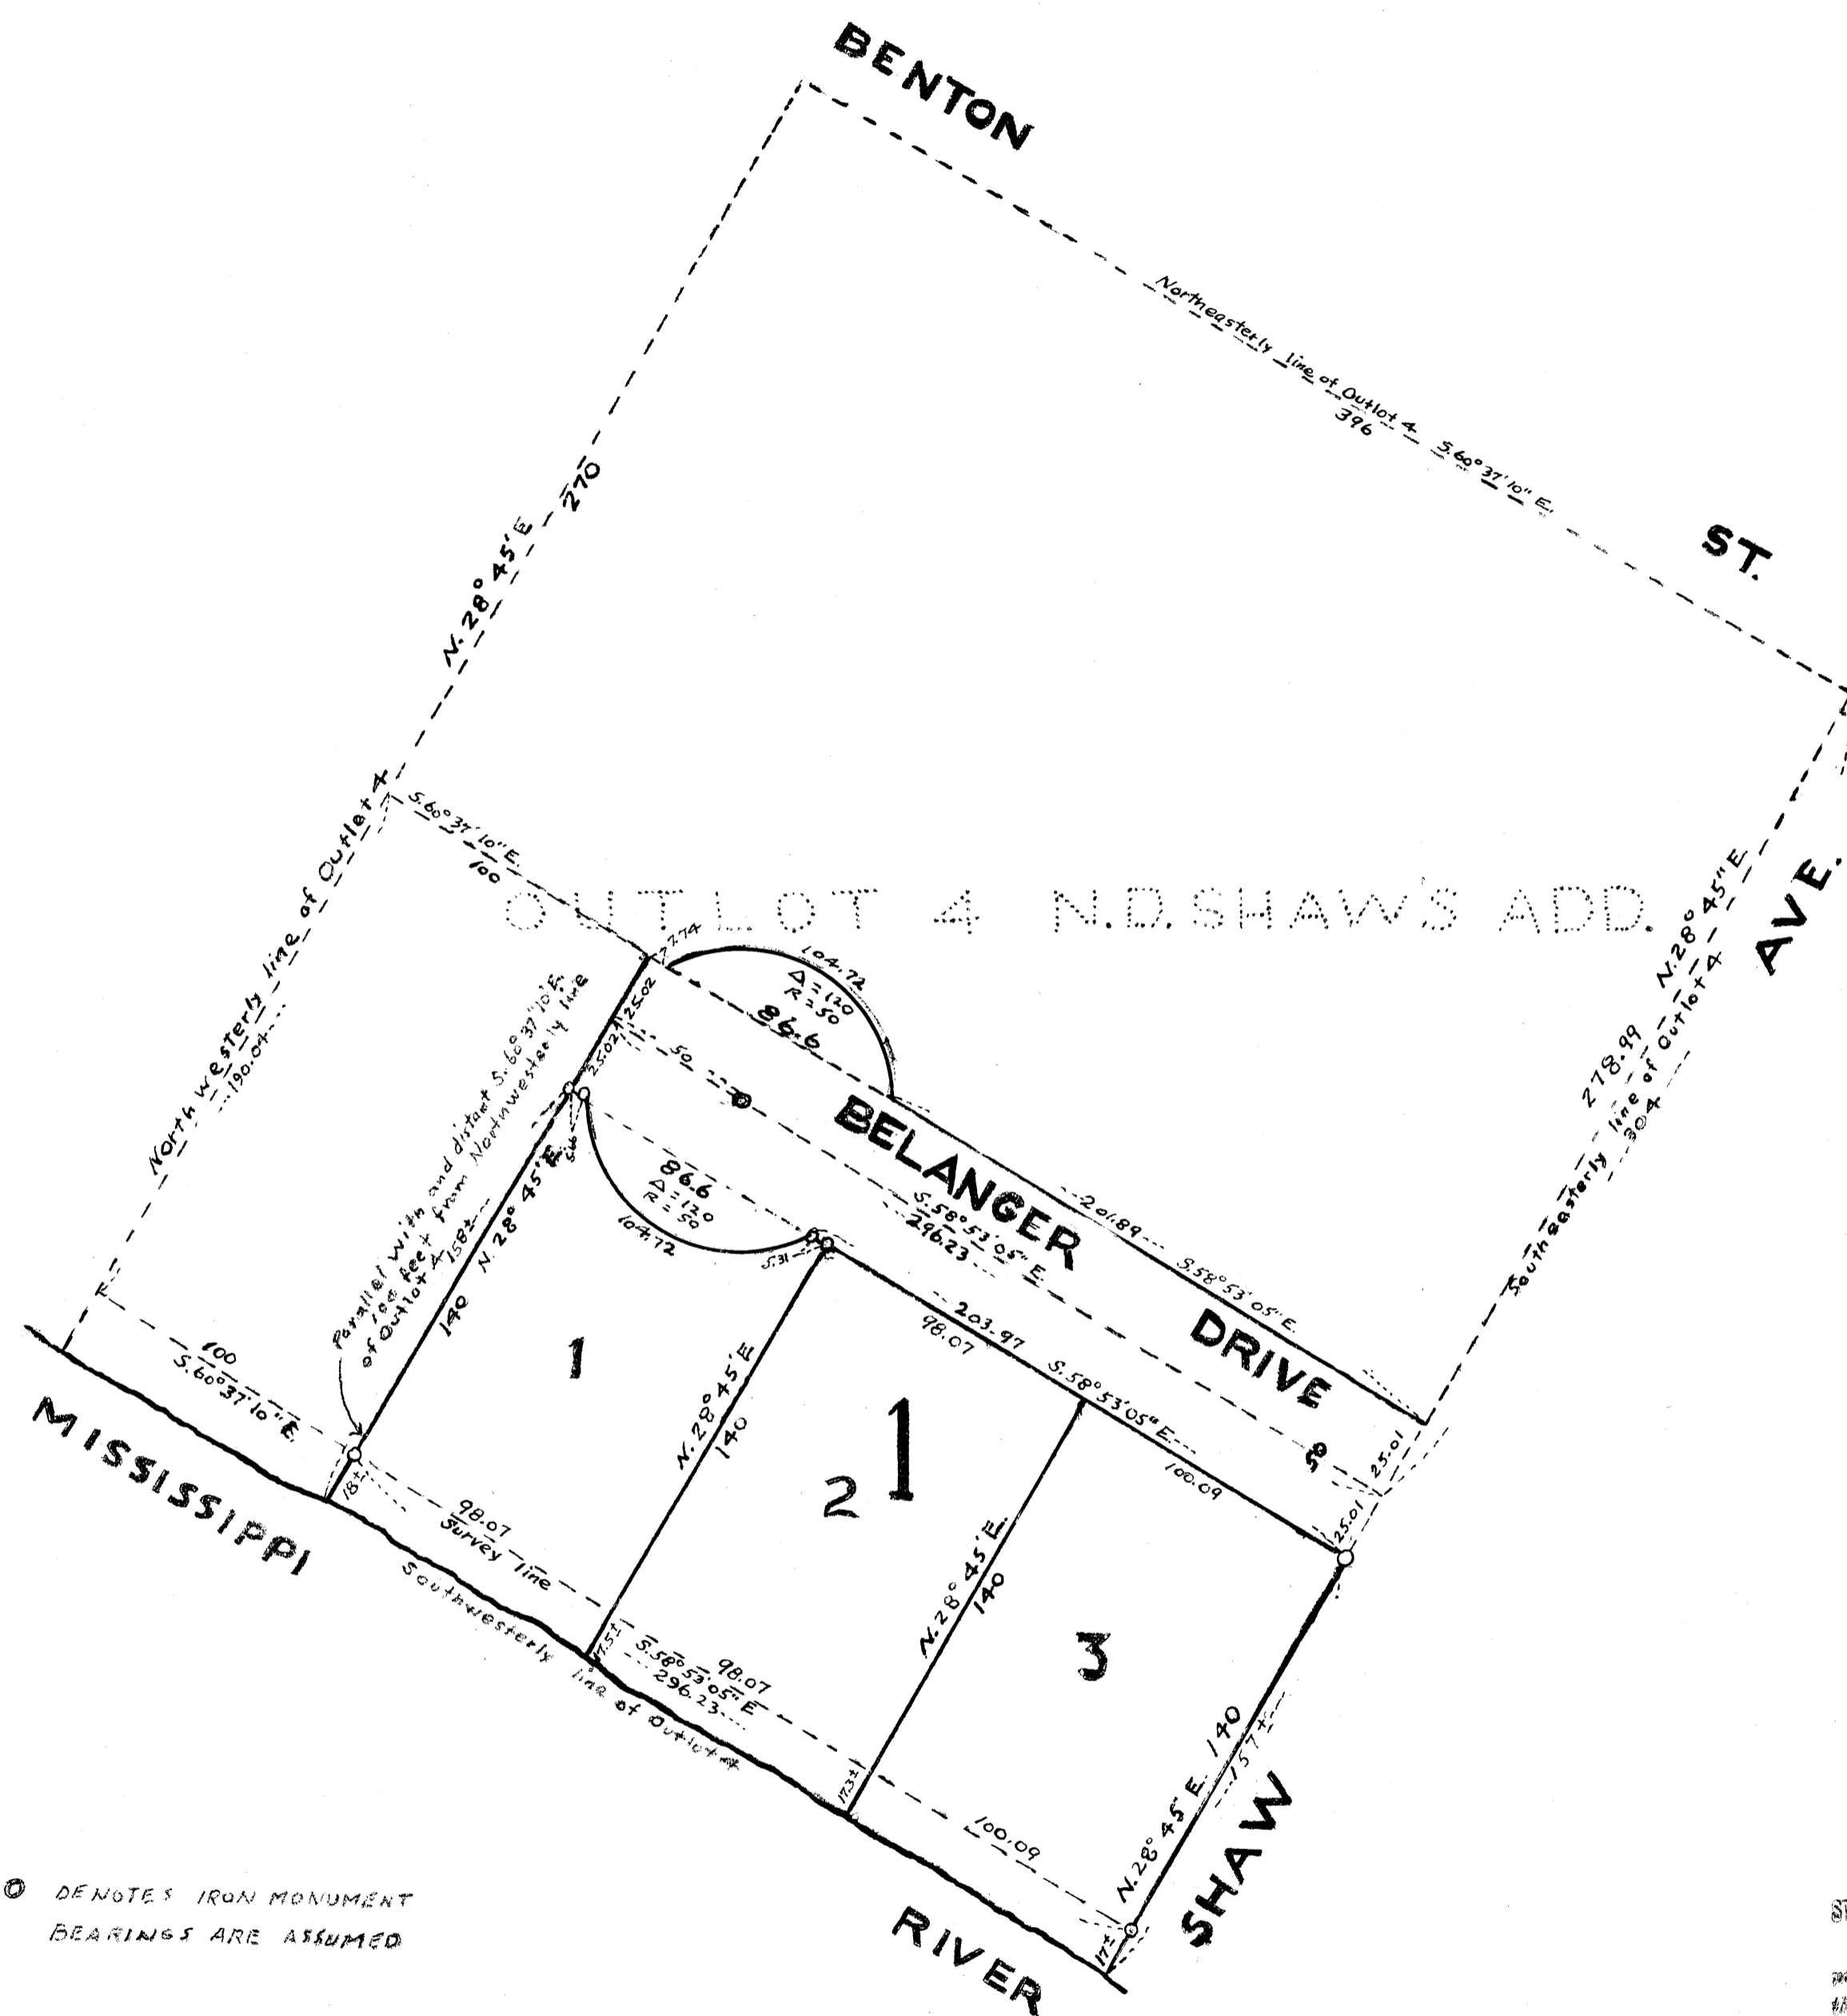 BENTON
ST.
Northeasterly line of Outlot 4 S.60°37'10" E.
396
N.28°45'E 270
North westerly line of Outlot 4
190.04
S.60°37'10" E.
100
OUTLOT 4 N.D. SHAW'S ADD.
AVE.
N.28°45" E.
278.99
Southeasterly line of Outlot 4
304
Parallel with and distant S.60°37'10"E.
100 feet from Northwesterly line
of Outlot 4
158±
2.74
25.02
25.02
104.72
Δ=120
R=50
86.6
50
BELANGER
DRIVE
201.89 S.58°53'05" E.
S.58°53'05" E.
296.23
5.66
86.6
Δ=120
R=50
104.72
5.31
203.97 S.58°53'05" E.
98.07
100.09
50
25.01
25.01
N.28°45'E.
140
1
N.28°45'E
140
1
2
N.28°45'E.
140
3
N.28°45'E. 140
157±
100
S.60°37'10"E.
18±
98.07
Survey line
17.5±
98.07
S.58°53'05" E
296.23
17.3±
100.09
17±
Southwesterly line of Outlot 4
MISSISSIPPI
RIVER
SHAW
DENOTES IRON MONUMENT
BEARINGS ARE ASSUMED